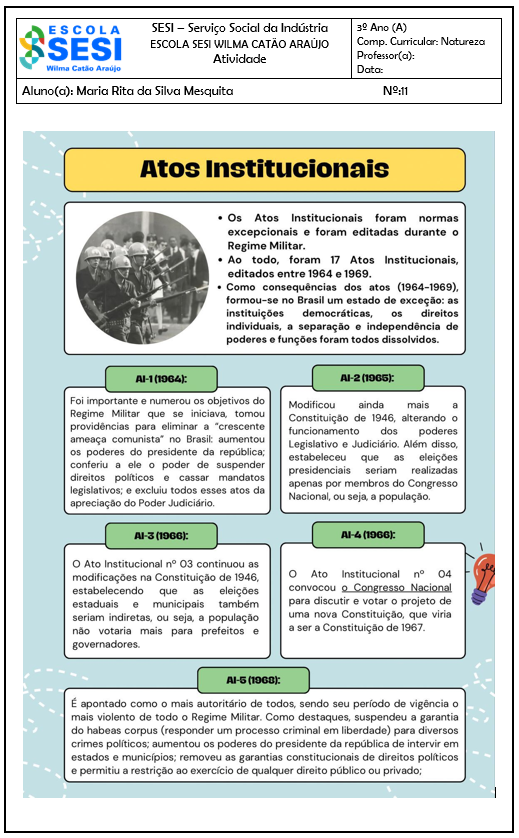 ESCOLA
SESI
Wilma Catão Araújo
SESI – Serviço Social da Indústria
ESCOLA SESI WILMA CATÃO ARAÚJO
Atividade
3º Ano (A)
Comp. Curricular: Natureza
Professor(a):
Data:
Aluno(a): Maria Rita da Silva Mesquita Nº:11
Atos Institucionais
• Os Atos Institucionais foram normas
excepcionais e foram editadas durante o
Regime Militar.
• Ao todo, foram 17 Atos Institucionais,
editados entre 1964 e 1969.
• Como consequências dos atos (1964-1969),
formou-se no Brasil um estado de exceção: as
instituições democráticas, os direitos
individuais, a separação e independência de
poderes e funções foram todos dissolvidos.
AI-1 (1964):
Foi importante e numerou os objetivos do
Regime Militar que se iniciava, tomou
providências para eliminar a “crescente
ameaça comunista” no Brasil: aumentou
os poderes do presidente da república;
conferiu a ele o poder de suspender
direitos políticos e cassar mandatos
legislativos; e excluiu todos esses atos da
apreciação do Poder Judiciário.
AI-2 (1965):
Modificou ainda mais a
Constituição de 1946, alterando o
funcionamento dos poderes
Legislativo e Judiciário. Além disso,
estabeleceu que as eleições
presidenciais seriam realizadas
apenas por membros do Congresso
Nacional, ou seja, a população.
AI-3 (1966):
O Ato Institucional nº 03 continuou as
modificações na Constituição de 1946,
estabelecendo que as eleições
estaduais e municipais também
seriam indiretas, ou seja, a população
não votaria mais para prefeitos e
governadores.
AI-4 (1966):
O Ato Institucional nº 04
convocou o Congresso Nacional
para discutir e votar o projeto de
uma nova Constituição, que viria
a ser a Constituição de 1967.
AI-5 (1968):
É apontado como o mais autoritário de todos, sendo seu período de vigência o
mais violento de todo o Regime Militar. Como destaques, suspendeu a garantia
do habeas corpus (responder um processo criminal em liberdade) para diversos
crimes políticos; aumentou os poderes do presidente da república de intervir em
estados e municípios; removeu as garantias constitucionais de direitos políticos
e permitiu a restrição ao exercício de qualquer direito público ou privado;